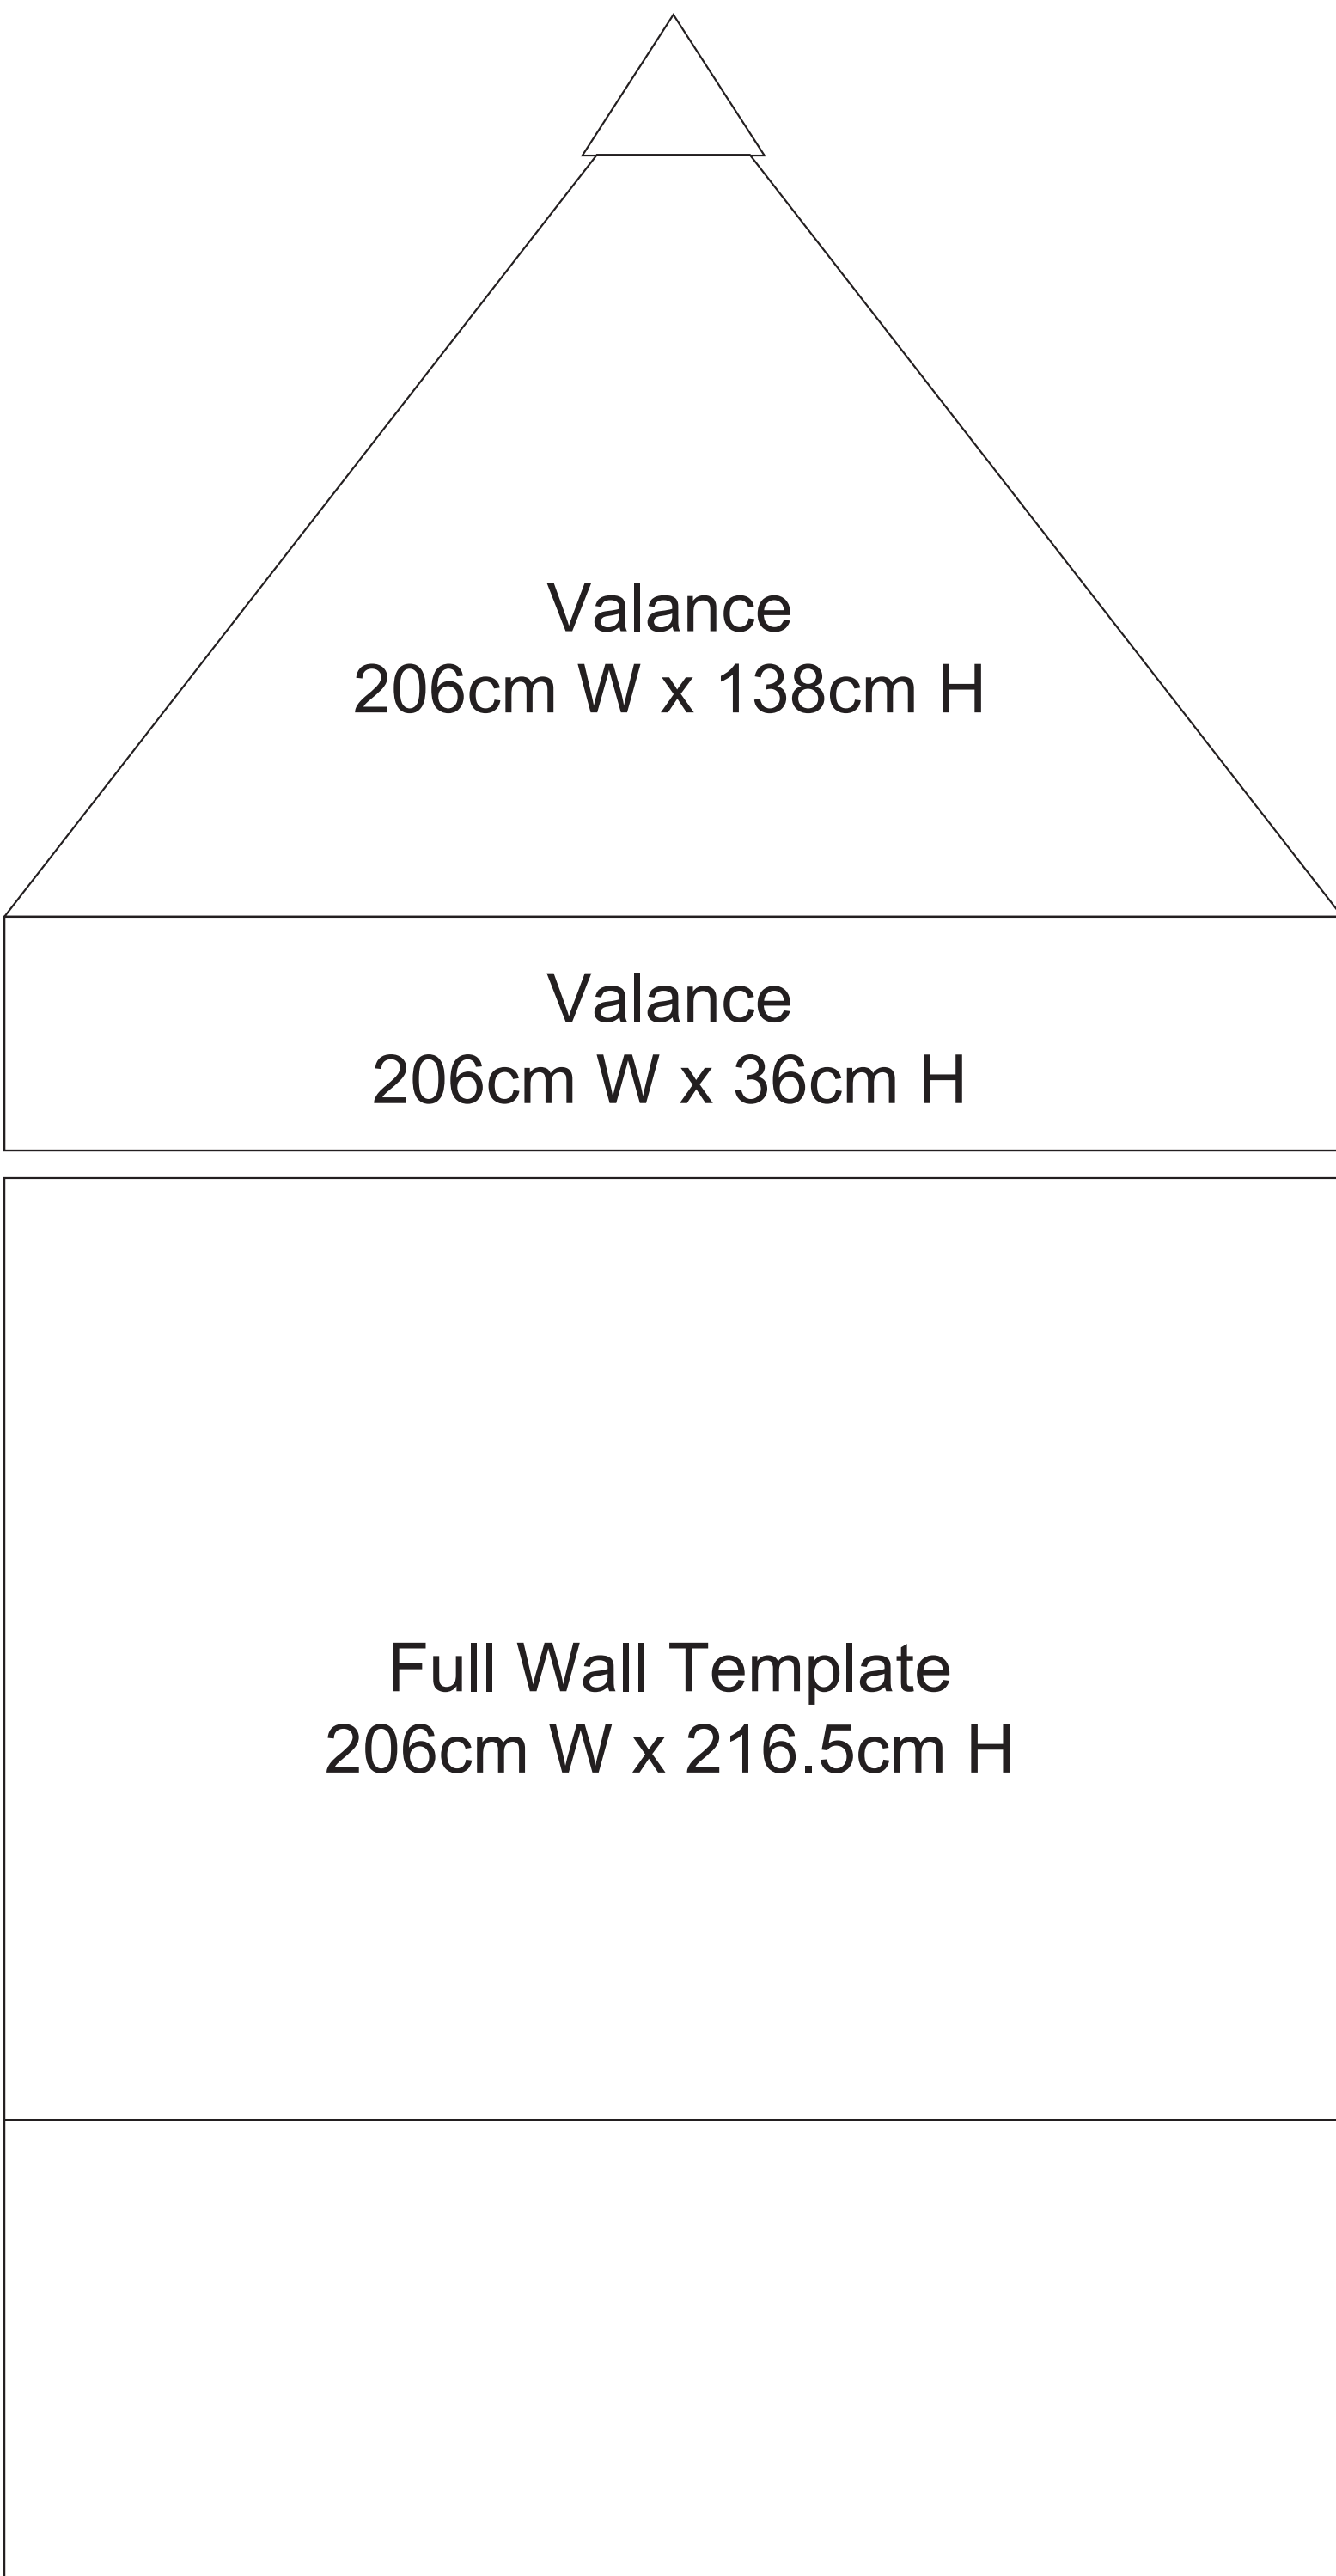 Valance
206cm W x 138cm H
Valance
206cm W x 36cm H
Full Wall Template
206cm W x 216.5cm H